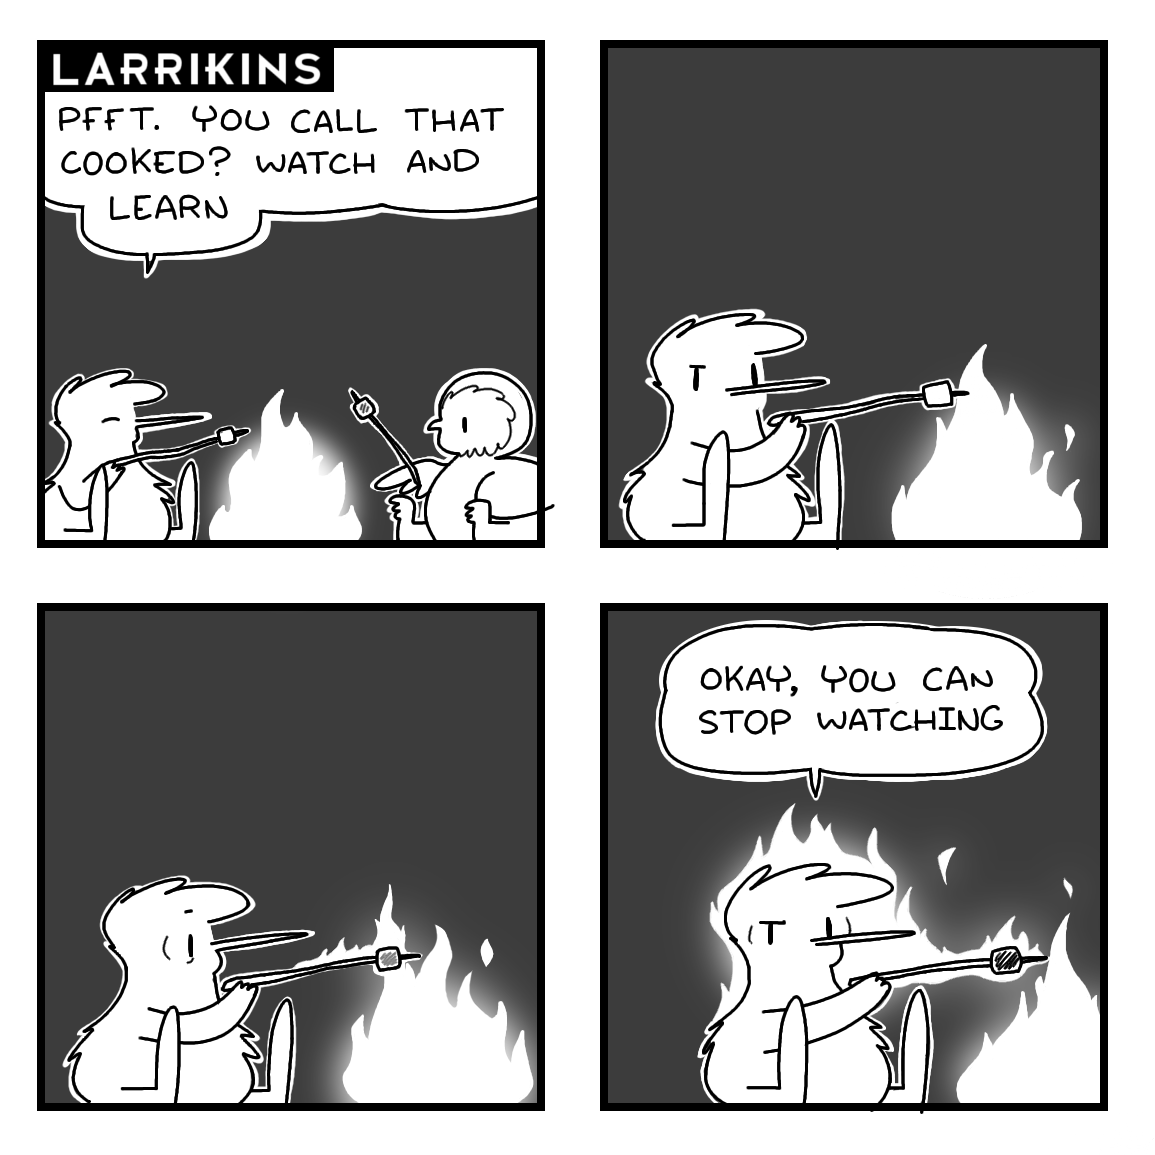 LARRIKINS
PFFT. YOU CALL THAT
COOKED? WATCH AND
LEARN
OKAY, YOU CAN
STOP WATCHING